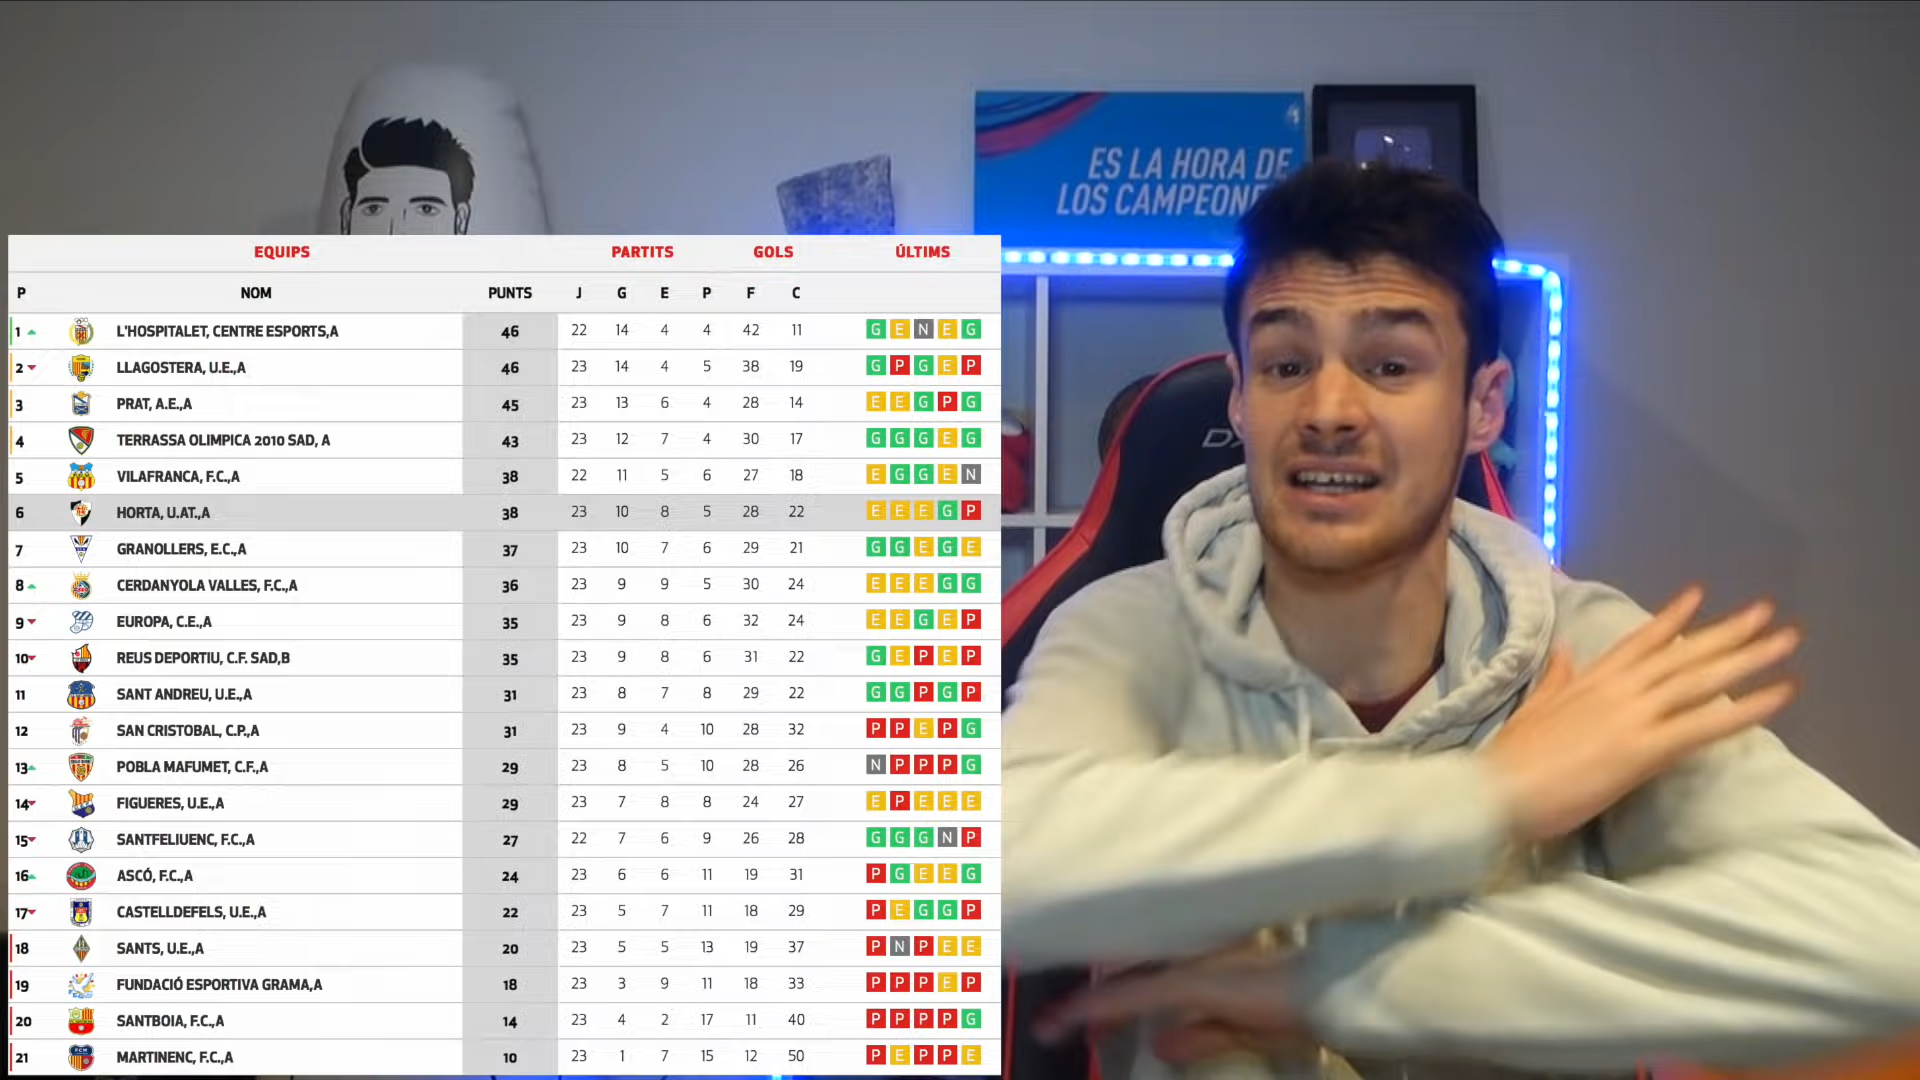 ES LA HORA DE
LOS CAMPEON
EQUIPS PARTITS GOLS ÚLTIMS
P NOM PUNTS J G E P F C
1 L'HOSPITALET, CENTRE ESPORTS,A 46 22 14 4 4 42 11 G E N E G
2 LLAGOSTERA, U.E.,A 46 23 14 4 5 38 19 G P G E P
3 PRAT, A.E.,A 45 23 13 6 4 28 14 E E G P G
4 TERRASSA OLIMPICA 2010 SAD, A 43 23 12 7 4 30 17 G G G E G
5 VILAFRANCA, F.C.,A 38 22 11 5 6 27 18 E G G E N
6 HORTA, U.AT.,A 38 23 10 8 5 28 22 E E E G P
7 GRANOLLERS, E.C.,A 37 23 10 7 6 29 21 G G E G E
8 CERDANYOLA VALLES, F.C.,A 36 23 9 9 5 30 24 E E E G G
9 EUROPA, C.E.,A 35 23 9 8 6 32 24 E E G E P
10 REUS DEPORTIU, C.F. SAD,B 35 23 9 8 6 31 22 G E P E P
11 SANT ANDREU, U.E.,A 31 23 8 7 8 29 22 G G P G P
12 SAN CRISTOBAL, C.P.,A 31 23 9 4 10 28 32 P P E P G
13 POBLA MAFUMET, C.F.,A 29 23 8 5 10 28 26 N P P P G
14 FIGUERES, U.E.,A 29 23 7 8 8 24 27 E P E E E
15 SANTFELIUENC, F.C.,A 27 22 7 6 9 26 28 G G G N P
16 ASCÓ, F.C.,A 24 23 6 6 11 19 31 P G E E G
17 CASTELLDEFELS, U.E.,A 22 23 5 7 11 18 29 P E G G P
18 SANTS, U.E.,A 20 23 5 5 13 19 37 P N P E E
19 FUNDACIÓ ESPORTIVA GRAMA,A 18 23 3 9 11 18 33 P P P E P
20 SANTBOIA, F.C.,A 14 23 4 2 17 11 40 P P P P G
21 MARTINENC, F.C.,A 10 23 1 7 15 12 50 P E P P E